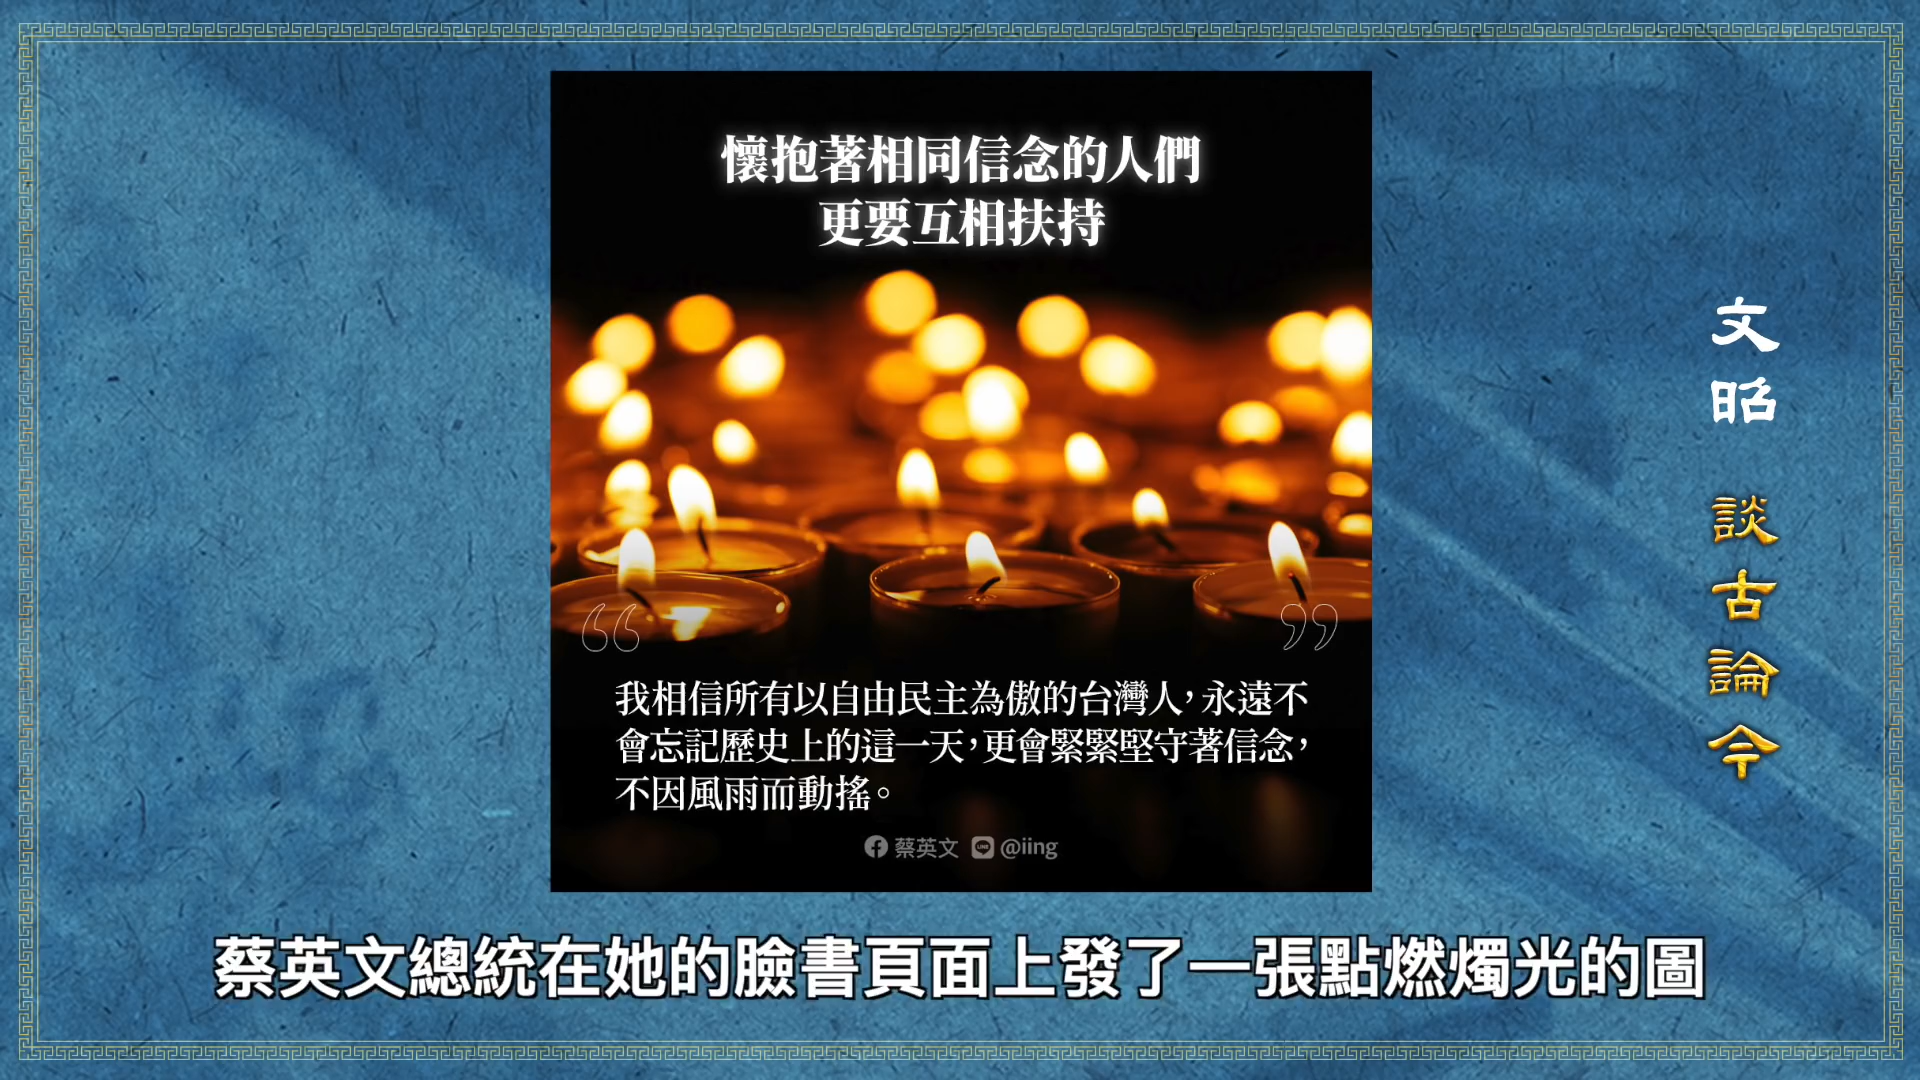 懷抱著相同信念的人們
更要互相扶持
我相信所有以自由民主為傲的台灣人，永遠不
會忘記歷史上的這一天，更會緊緊堅守著信念，
不因風雨而動搖。
蔡英文 @iing
文昭 談古論今
蔡英文總統在她的臉書頁面上發了一張點燃燭光的圖